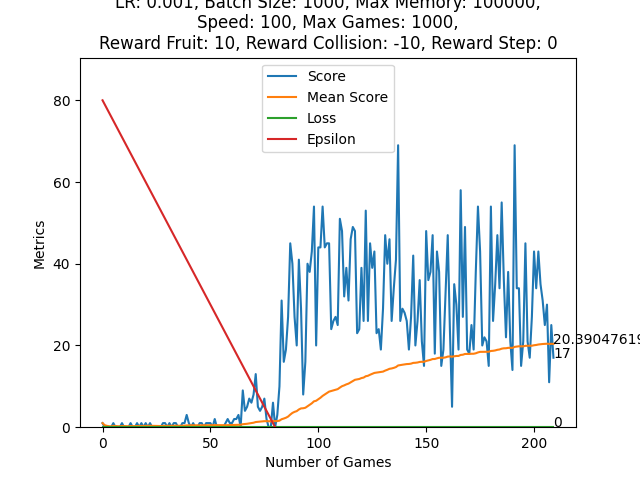 LR: 0.001, Batch Size: 1000, Max Memory: 100000,
Speed: 100, Max Games: 1000,
Reward Fruit: 10, Reward Collision: -10, Reward Step: 0
Score
Mean Score
Loss
Epsilon
80
60
40
20
0
Metrics
20.39047619
17
0
0
50
100
150
200
Number of Games